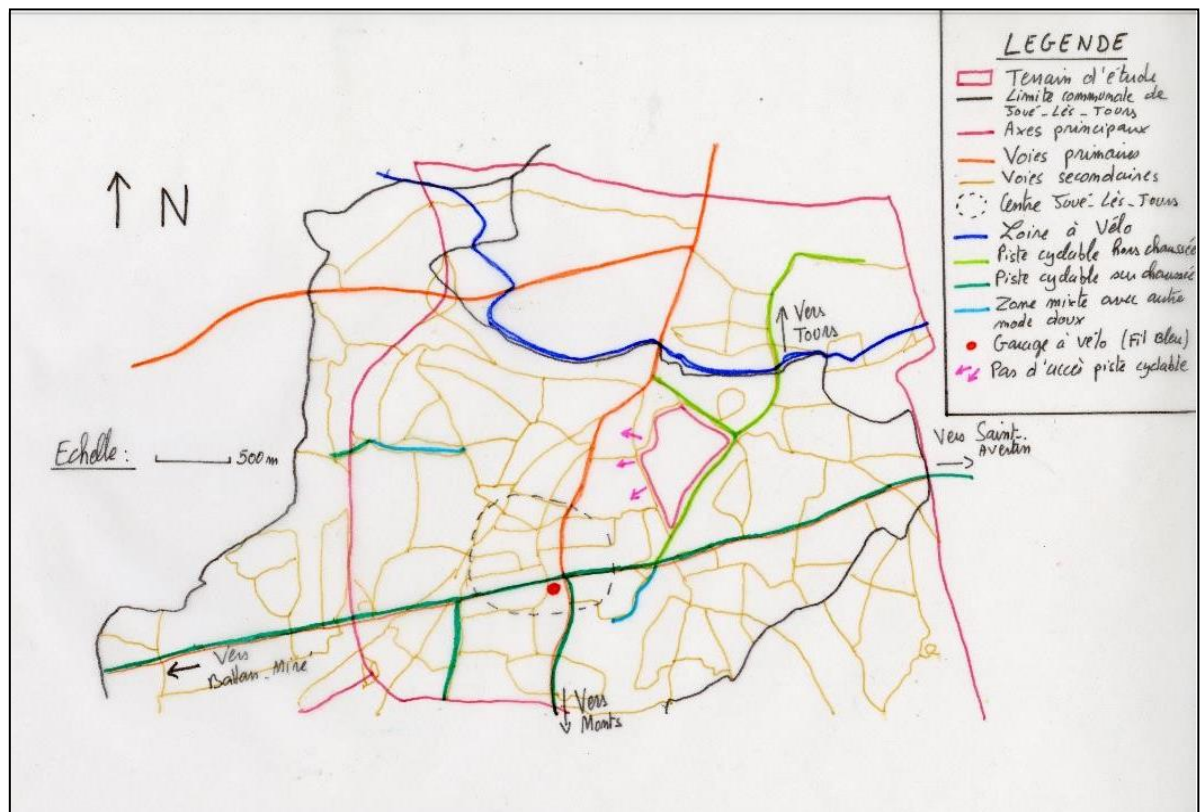 LEGENDE
Terrain d'étude
Limite communale de
Joué-Lès-Tours
Axes principaux
Voies primaires
Voies secondaires
Centre Joué-Lès-Tours
Loire à Vélo
Piste cyclable hors chaussée
Piste cyclable sur chaussée
Zone mixte avec autre
mode doux
Garage à vélo (Fil Bleu)
Pas d'accè piste cyclable
N
Vers
Tours
Echelle: 500m
Vers Saint-
Avertin
Vers
Ballan-Miré
Vers
Monts